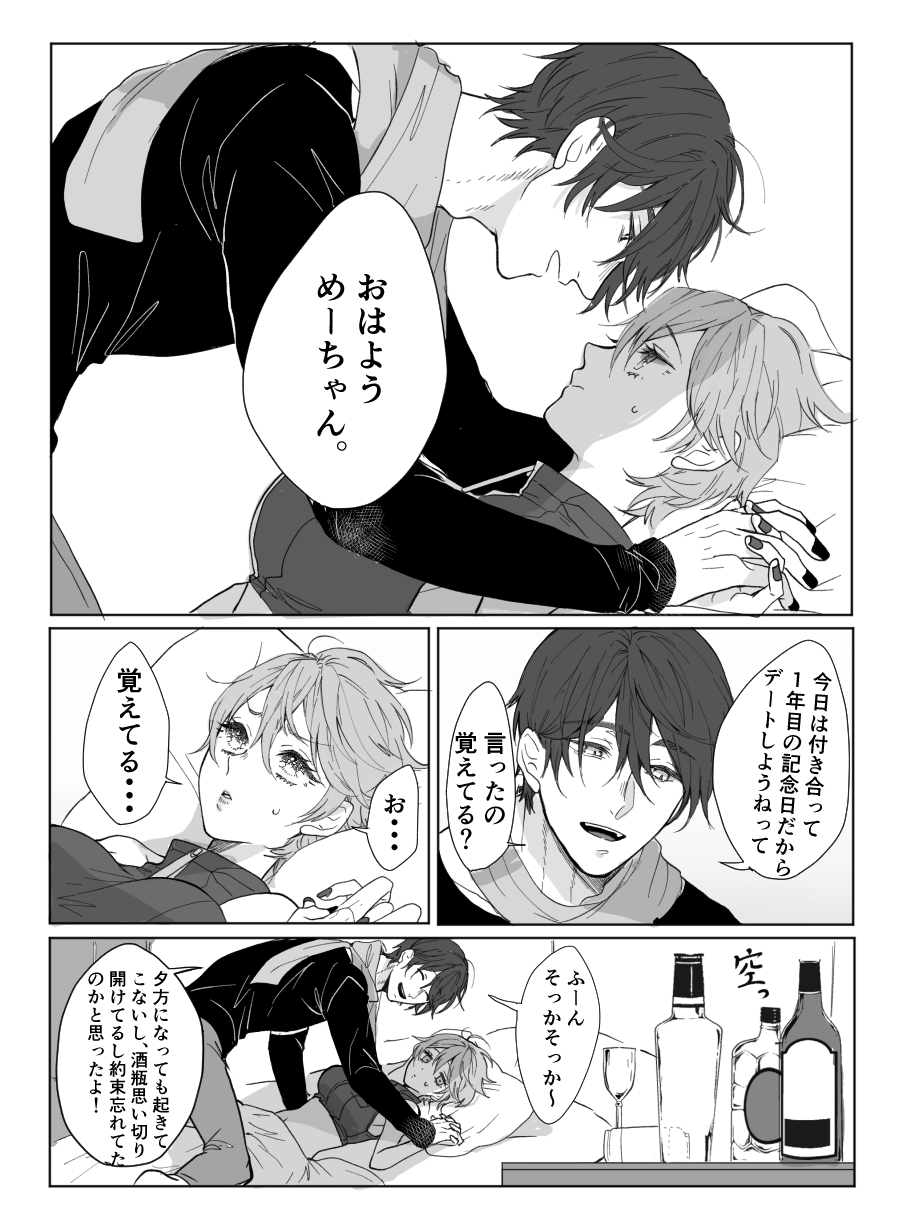 おはよう
めーちゃん。
今日は付き合って
1年目の記念日だから
デートしようねって
言ったの
覚えてる？
お・・・
覚えてる・・・
空っ
ふーん
そっかそっか～
夕方になっても起きて
こないし、酒瓶思い切り
開けてるし約束忘れてた
のかと思ったよ！